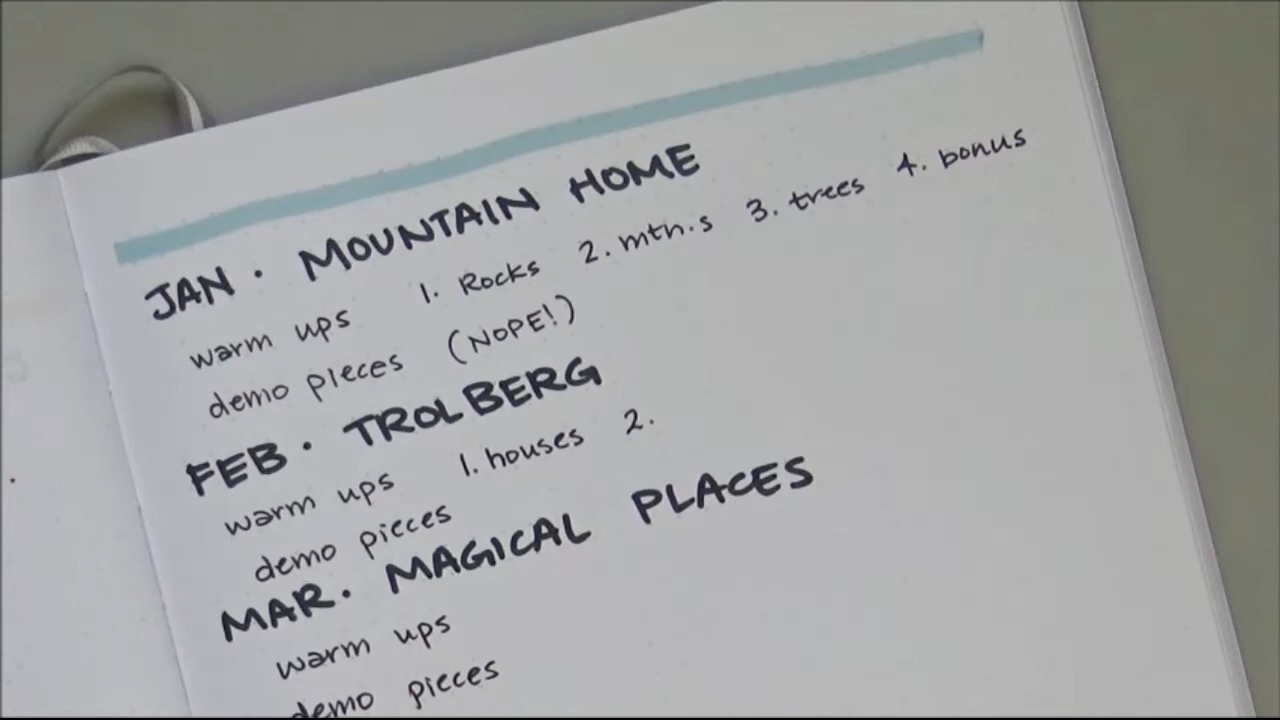 JAN. MOUNTAIN HOME
warm ups 1. Rocks 2. mtn.s 3. trees 4. bonus
demo pieces (NOPE!)
FEB. TROLBERG
warm ups 1. houses 2.
demo pieces
MAR. MAGICAL PLACES
warm ups
demo pieces